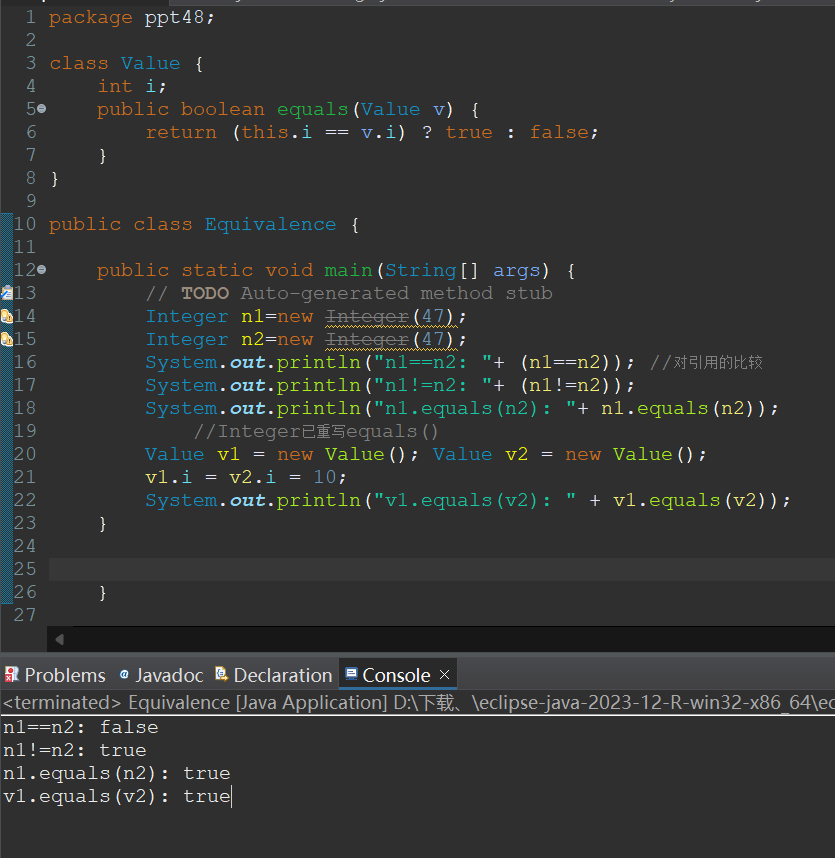 1 package ppt48;
2
3 class Value {
4     int i;
5     public boolean equals(Value v) {
6         return (this.i == v.i) ? true : false;
7     }
8 }
9
10 public class Equivalence {
11
12     public static void main(String[] args) {
13         // TODO Auto-generated method stub
14         Integer n1=new Integer(47);
15         Integer n2=new Integer(47);
16         System.out.println("n1==n2: "+ (n1==n2)); //对引用的比较
17         System.out.println("n1!=n2: "+ (n1!=n2));
18         System.out.println("n1.equals(n2): "+ n1.equals(n2));
19             //Integer已重写equals()
20         Value v1 = new Value(); Value v2 = new Value();
21         v1.i = v2.i = 10;
22         System.out.println("v1.equals(v2): " + v1.equals(v2));
23     }
24
25
26     }
27
Problems Javadoc Declaration Console
<terminated> Equivalence [Java Application] D:\下载、\eclipse-java-2023-12-R-win32-x86_64\ec
n1==n2: false
n1!=n2: true
n1.equals(n2): true
v1.equals(v2): true